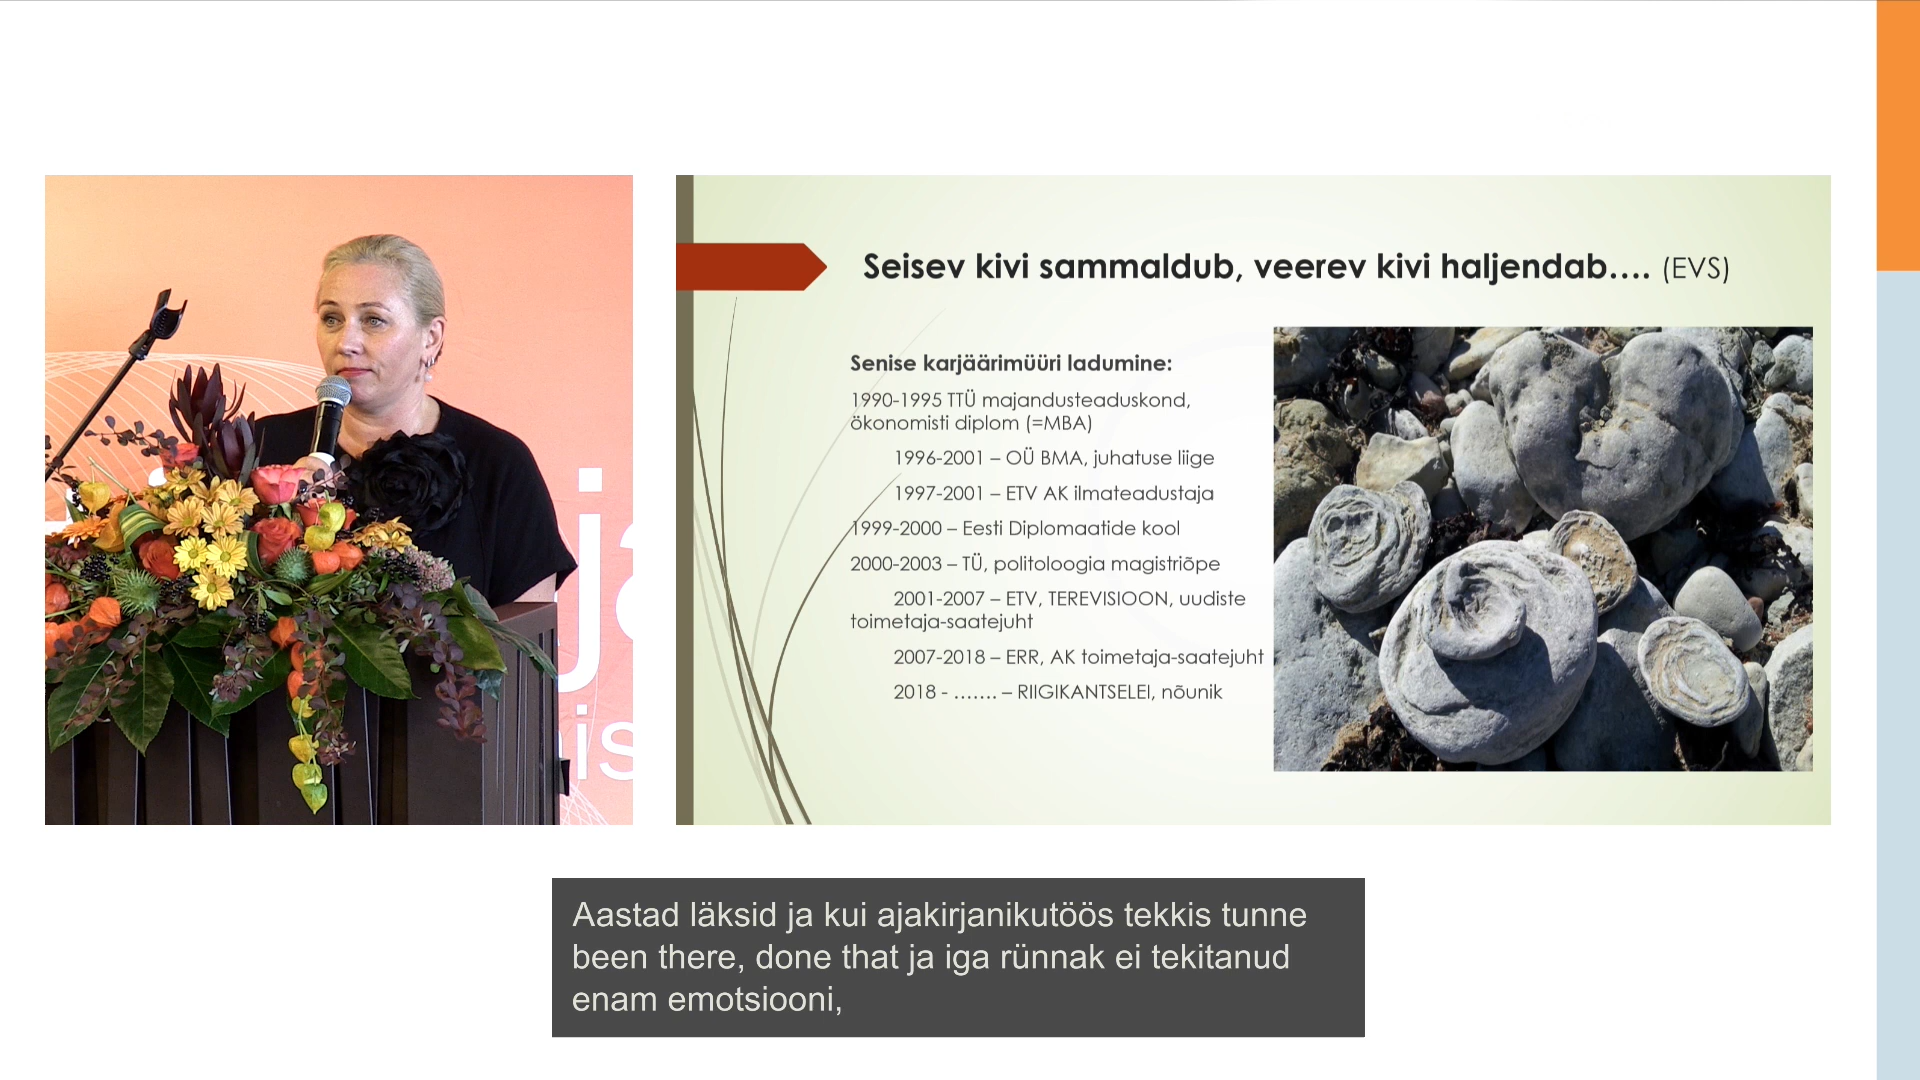 Seisev kivi sammaldub, veerev kivi haljendab.... (EVS)
Senise karjäärimüüri ladumine:
1990-1995 TTÜ majandusteaduskond,
ökonomisti diplom (=MBA)
1996-2001 – OÜ BMA, juhatuse liige
1997-2001 – ETV AK ilmateadustaja
1999-2000 – Eesti Diplomaatide kool
2000-2003 – TÜ, politoloogia magistriõpe
2001-2007 – ETV, TEREVISIOON, uudiste
toimetaja-saatejuht
2007-2018 – ERR, AK toimetaja-saatejuht
2018 - ……. – RIIGIKANTSELEI, nõunik
Aastad läksid ja kui ajakirjanikutöös tekkis tunne
been there, done that ja iga rünnak ei tekitanud
enam emotsiooni,